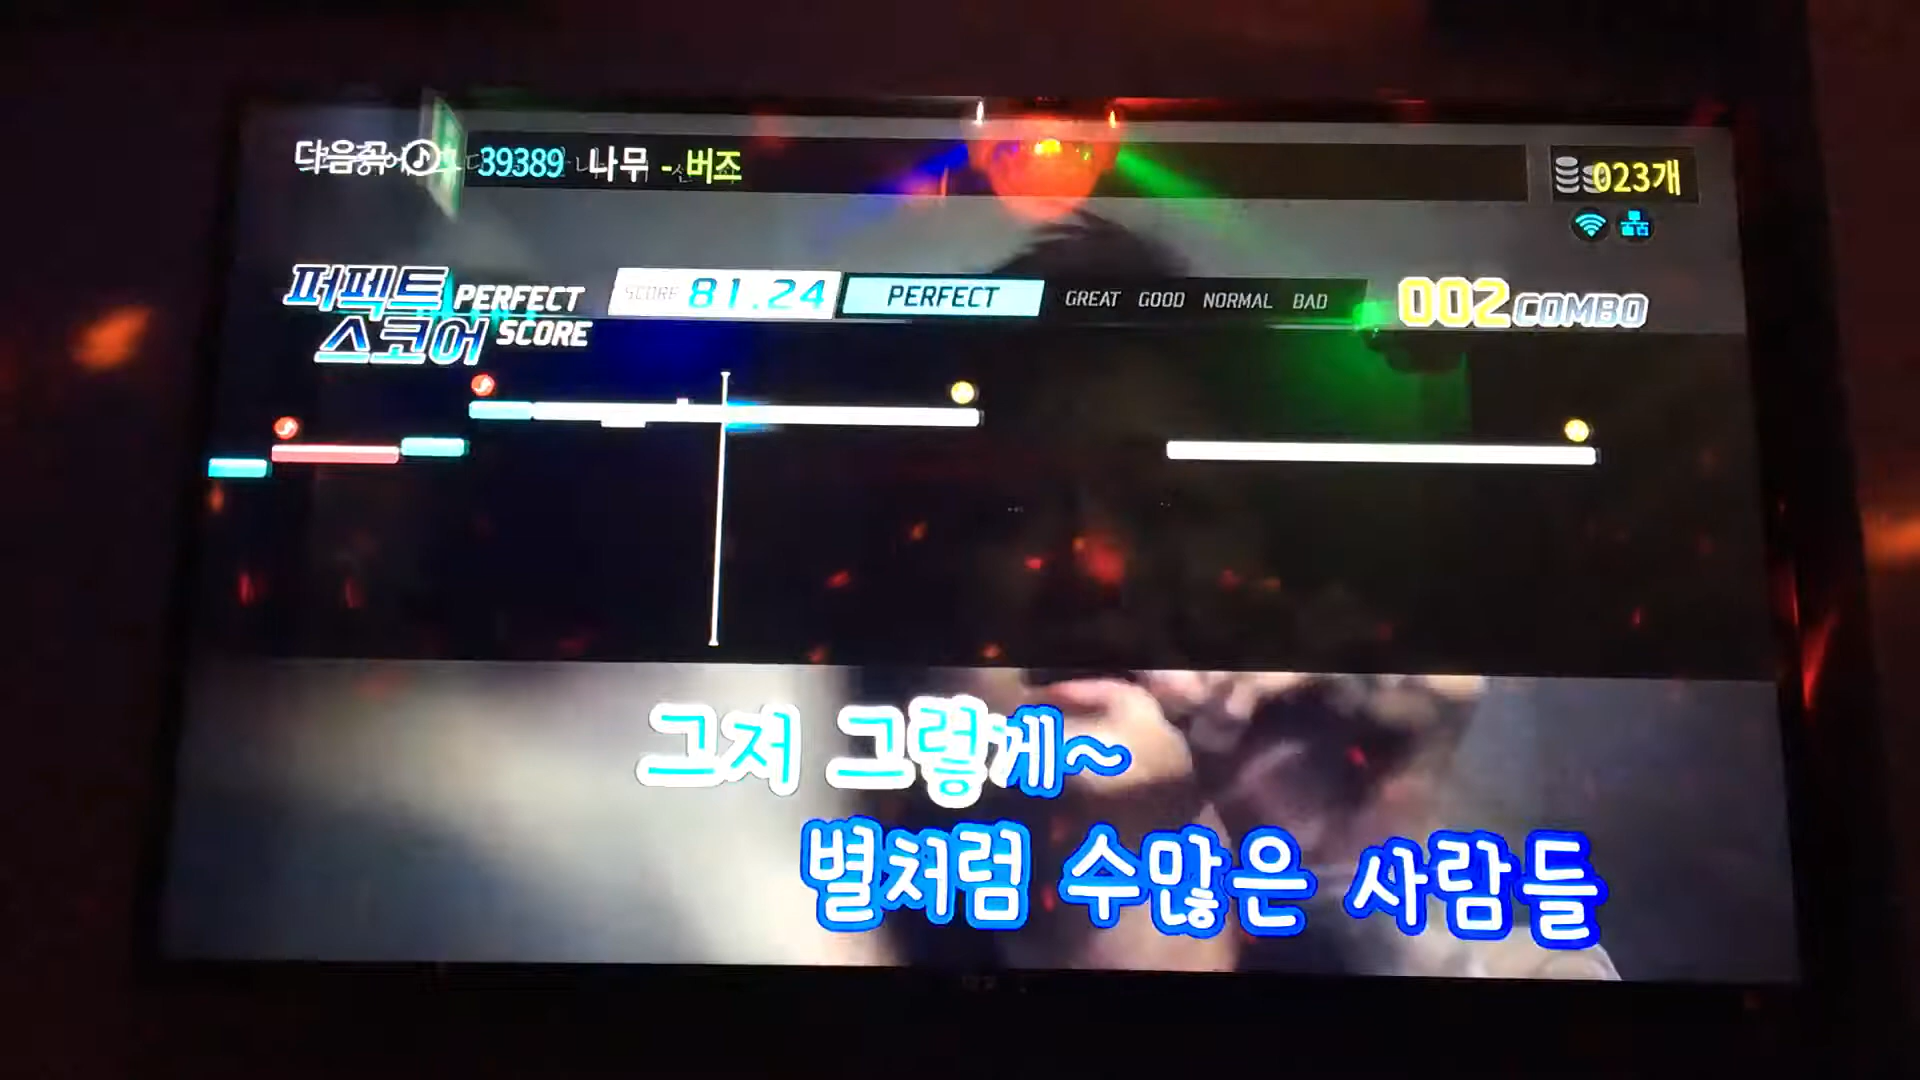 다음곡 39389 나무 - 버즈 023개
퍼펙트 스코어 PERFECT SCORE
SCORE 81.24 PERFECT GREAT GOOD NORMAL BAD 002 COMBO
그저 그렇게~
별처럼 수많은 사람들